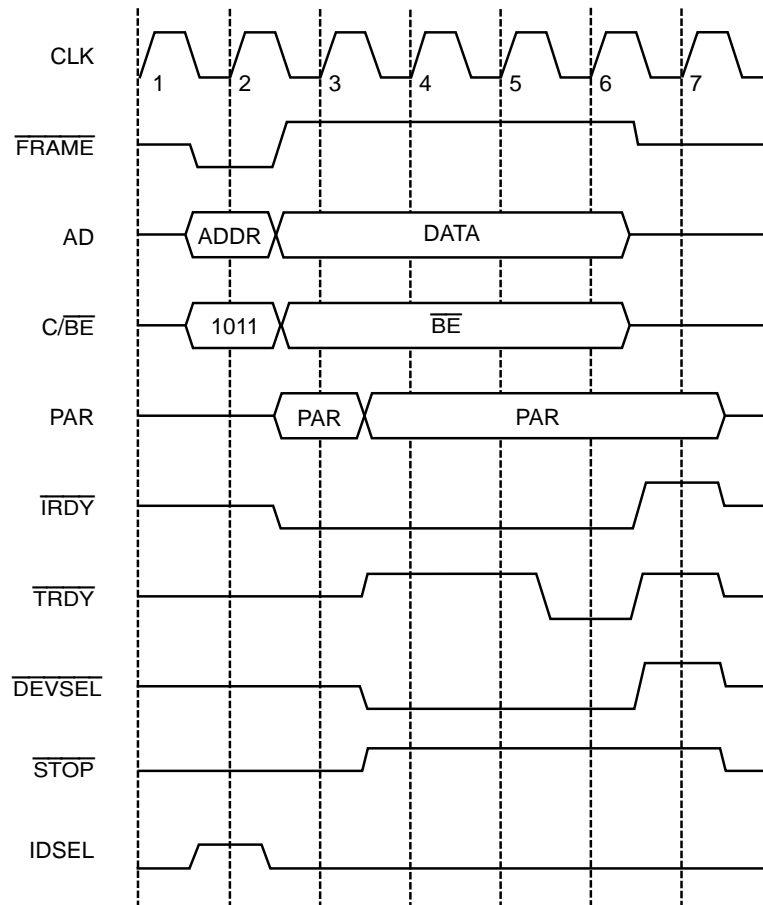 CLK
1 2 3 4 5 6 7
FRAME
AD ADDR DATA
C/BE 1011 BE
PAR PAR PAR
IRDY
TRDY
DEVSEL
STOP
IDSEL